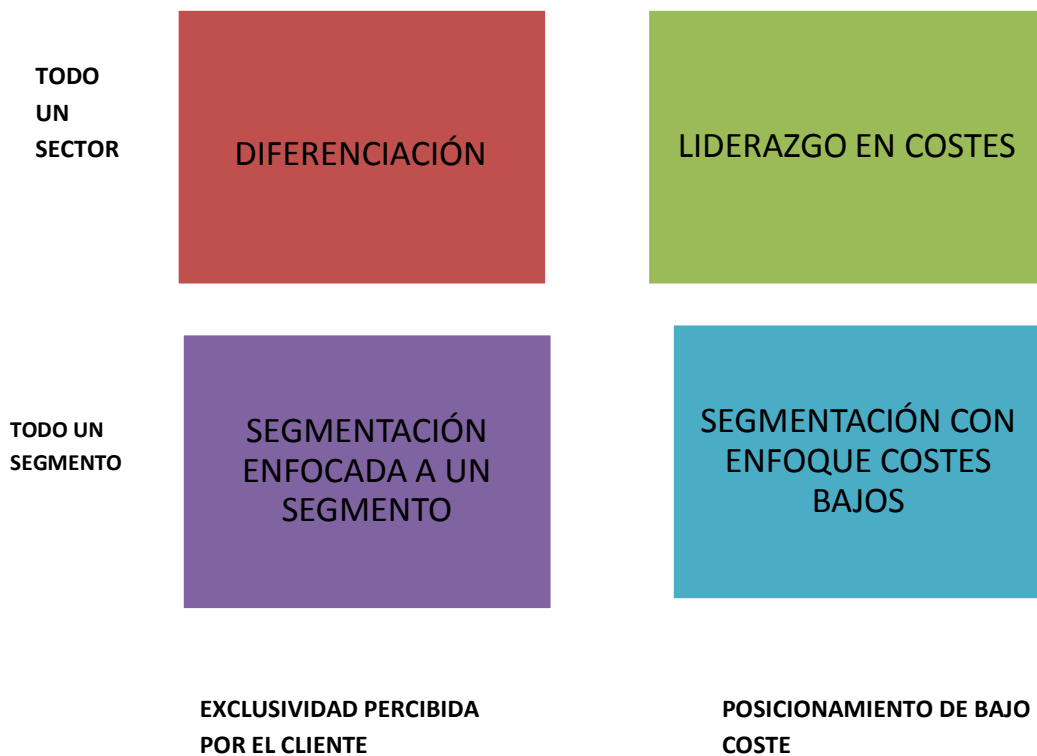 TODO
UN
SECTOR
DIFERENCIACIÓN
LIDERAZGO EN COSTES
TODO UN
SEGMENTO
SEGMENTACIÓN
ENFOCADA A UN
SEGMENTO
SEGMENTACIÓN CON
ENFOQUE COSTES
BAJOS
EXCLUSIVIDAD PERCIBIDA
POR EL CLIENTE
POSICIONAMIENTO DE BAJO
COSTE